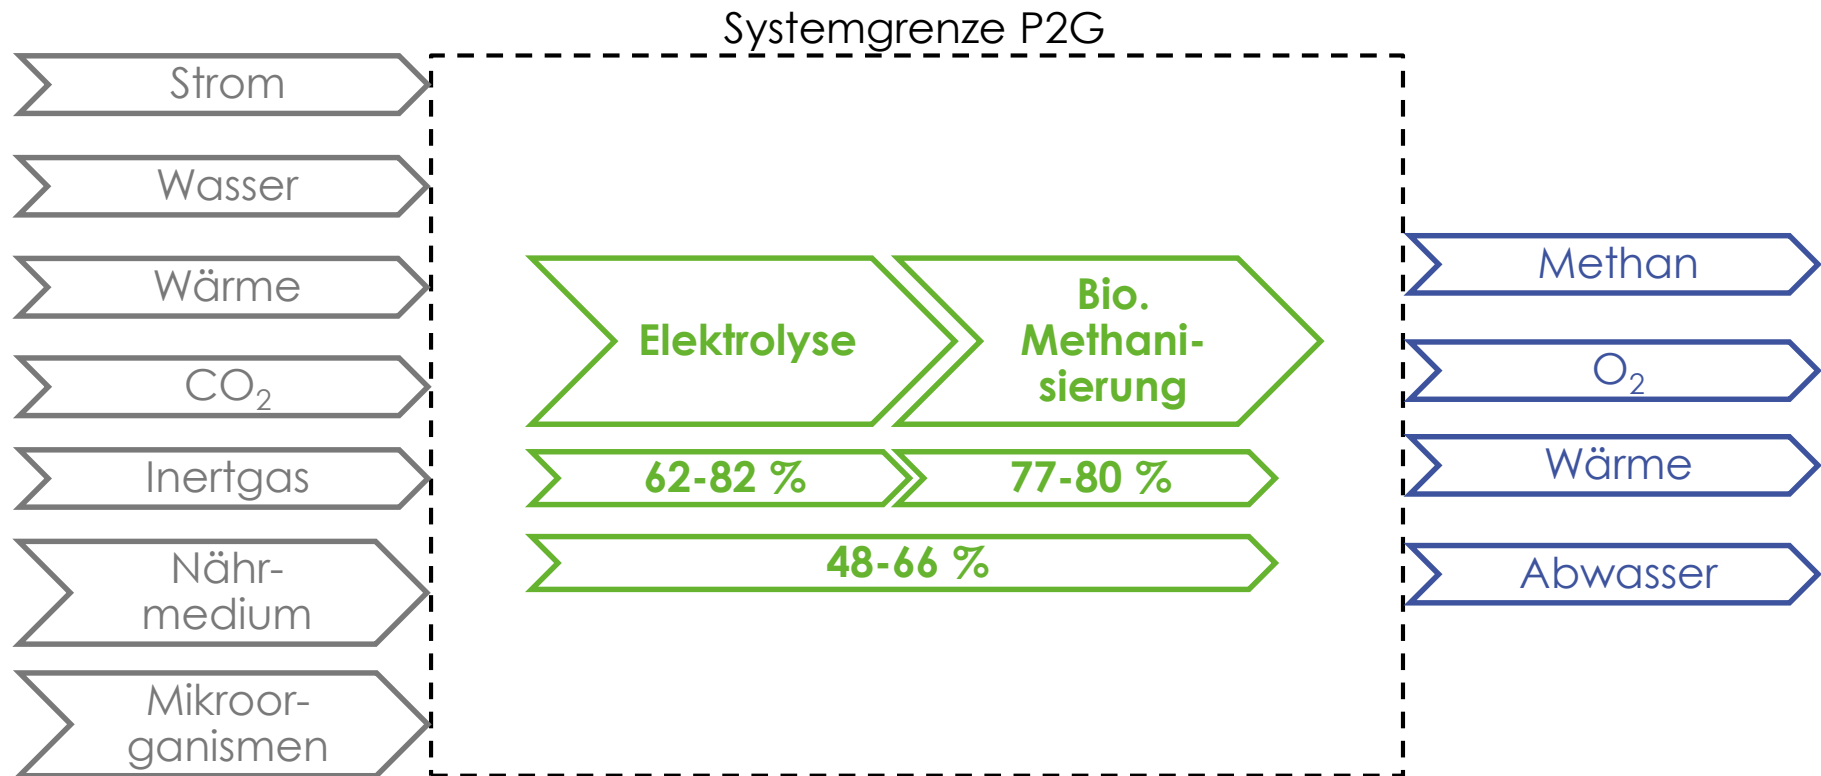 Systemgrenze P2G
Strom
Wasser
Wärme
CO₂
Inertgas
Nähr-
medium
Mikroor-
ganismen
Elektrolyse
Bio.
Methani-
sierung
62-82 %
77-80 %
48-66 %
Methan
O₂
Wärme
Abwasser